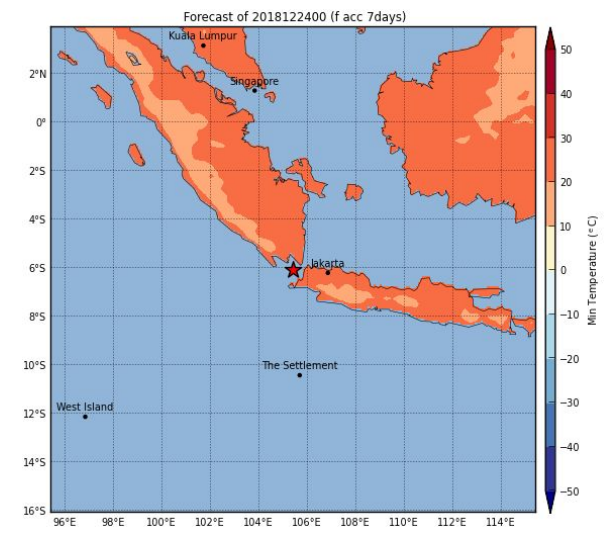 Forecast of 2018122400 (f acc 7days)
Kuala Lumpur
Singapore
Jakarta
The Settlement
West Island
2°N
0°
2°S
4°S
6°S
8°S
10°S
12°S
14°S
16°S
96°E 98°E 100°E 102°E 104°E 106°E 108°E 110°E 112°E 114°E
50
40
30
20
10
0
−10
−20
−30
−40
−50
Min Temperature (°C)